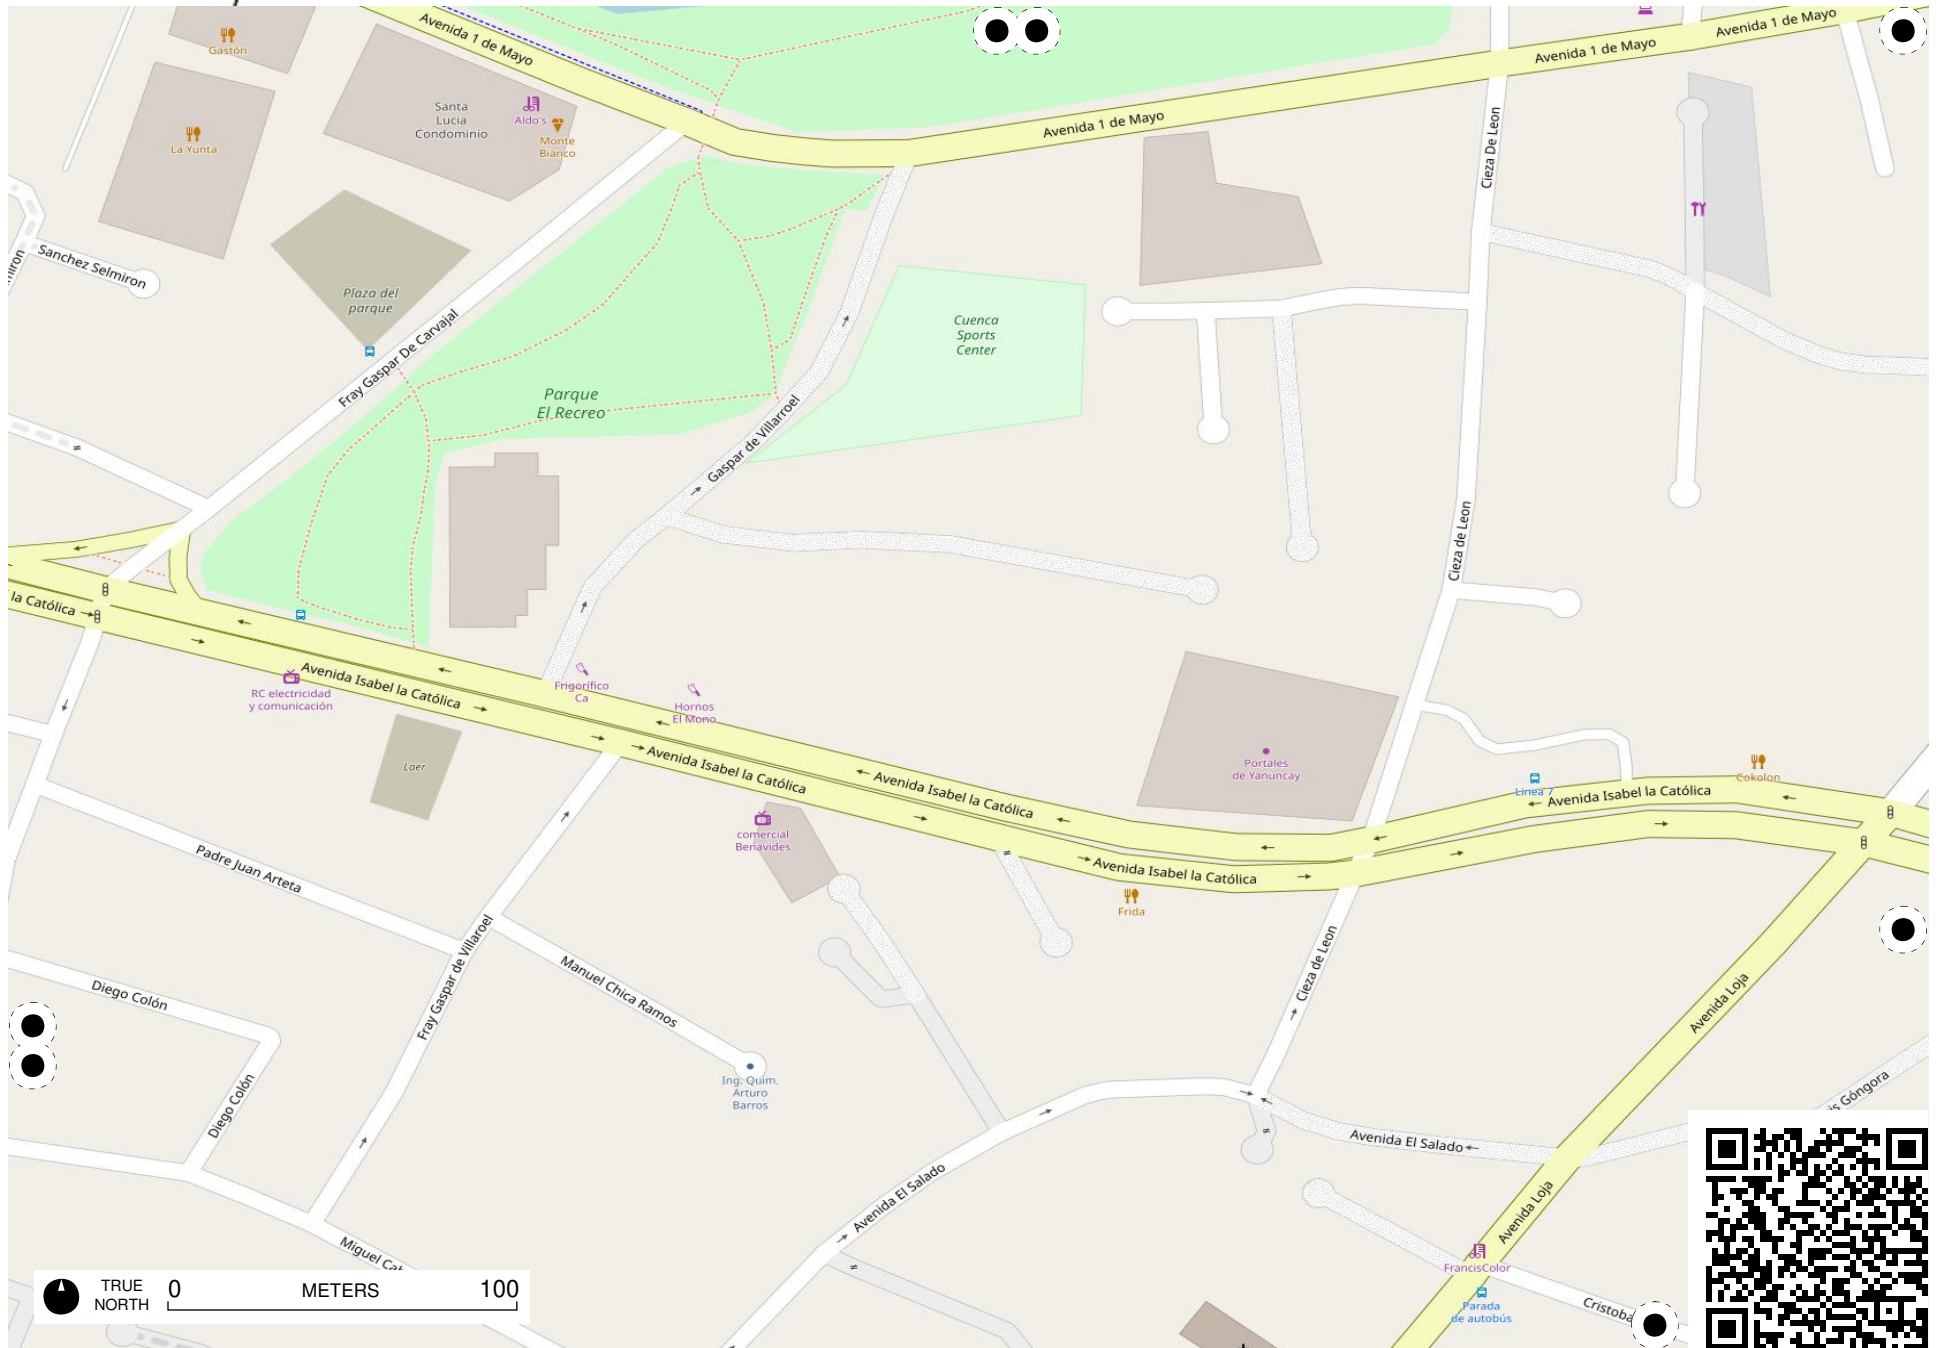 Avenida 1 de Mayo
Avenida 1 de Mayo
Avenida 1 de Mayo
Avenida 1 de Mayo
Gastón
Santa
Lucia
Condominio
Aldo's
Monte
Bianco
La Yunta
Cieza De Leon
Sanchez Selmiron
Plaza del
parque
Fray Gaspar De Carvajal
Cuenca
Sports
Center
Parque
El Recreo
Gaspar de Villarroel
Cieza de Leon
la Católica
Avenida Isabel la Católica
RC electricidad
y comunicación
Frigorífico
Ca
Hornos
El Mono
Laer
Avenida Isabel la Católica
Avenida Isabel la Católica
Portales
de Yanuncay
Linea 7
Avenida Isabel la Católica
Cokolon
comercial
Benavides
Avenida Isabel la Católica
Frida
Padre Juan Arteta
Fray Gaspar de Villaroel
Manuel Chica Ramos
Cieza de Leon
Avenida Loja
Diego Colón
Diego Colón
Ing. Quim.
Arturo
Barros
is Góngora
Avenida El Salado
Avenida El Salado
Avenida Loja
FrancisColor
Parada
de autobús
Cristoba
Miguel Cab
TRUE
NORTH
0 METERS 100